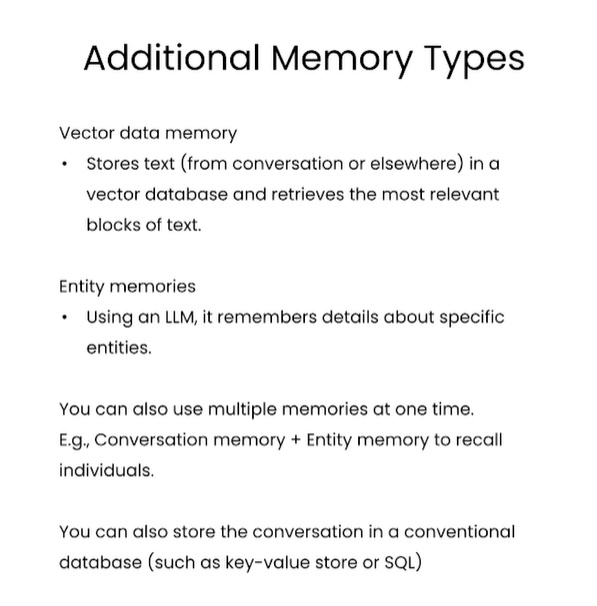 Additional Memory Types
Vector data memory
• Stores text (from conversation or elsewhere) in a
vector database and retrieves the most relevant
blocks of text.
Entity memories
• Using an LLM, it remembers details about specific
entities.
You can also use multiple memories at one time.
E.g., Conversation memory + Entity memory to recall
individuals.
You can also store the conversation in a conventional
database (such as key-value store or SQL)